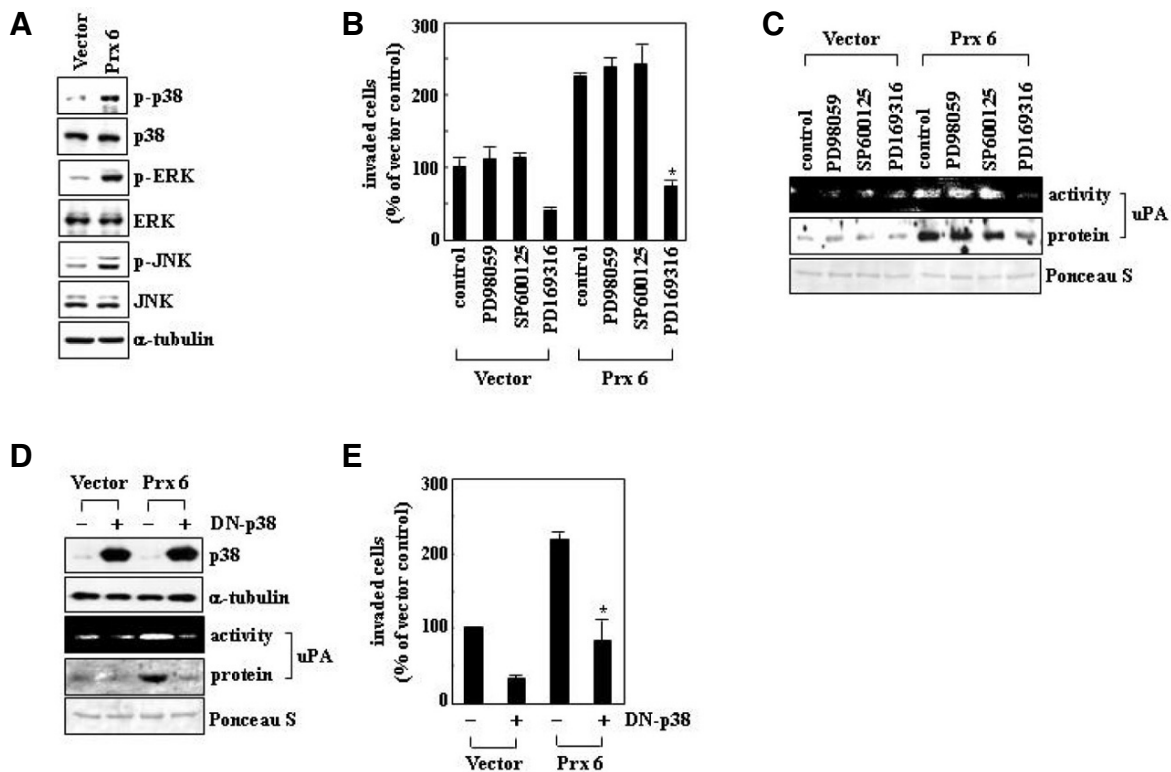 A
Vector
Prx 6
p-p38
p38
p-ERK
ERK
p-JNK
JNK
α-tubulin
B
invaded cells
(% of vector control)
300
200
100
0
*
control
PD98059
SP600125
PD169316
control
PD98059
SP600125
PD169316
Vector
Prx 6
C
Vector
Prx 6
control
PD98059
SP600125
PD169316
control
PD98059
SP600125
PD169316
activity
protein
uPA
Ponceau S
D
Vector
Prx 6
− + − + DN-p38
p38
α-tubulin
activity
protein
uPA
Ponceau S
E
invaded cells
(% of vector control)
300
200
100
0
*
− + − + DN-p38
Vector
Prx 6